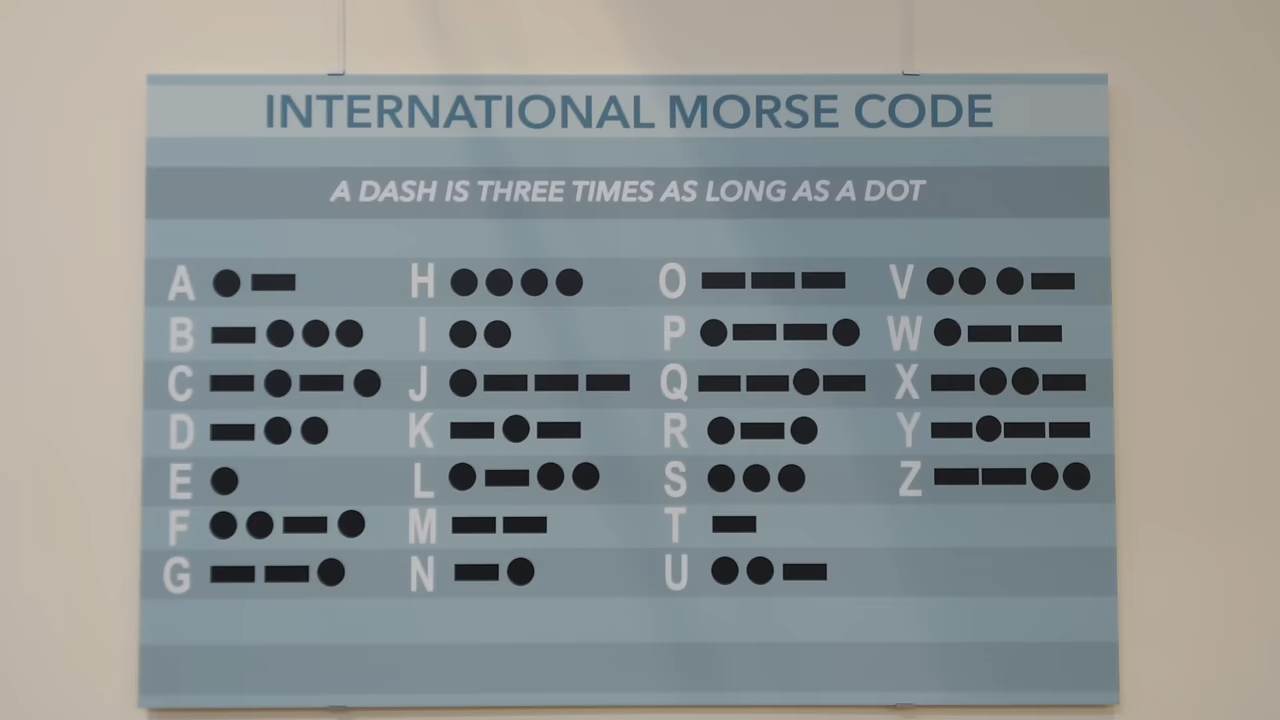 INTERNATIONAL MORSE CODE
A DASH IS THREE TIMES AS LONG AS A DOT
A H O V
B I P W
C J Q X
D K R Y
E L S Z
F M T
G N U